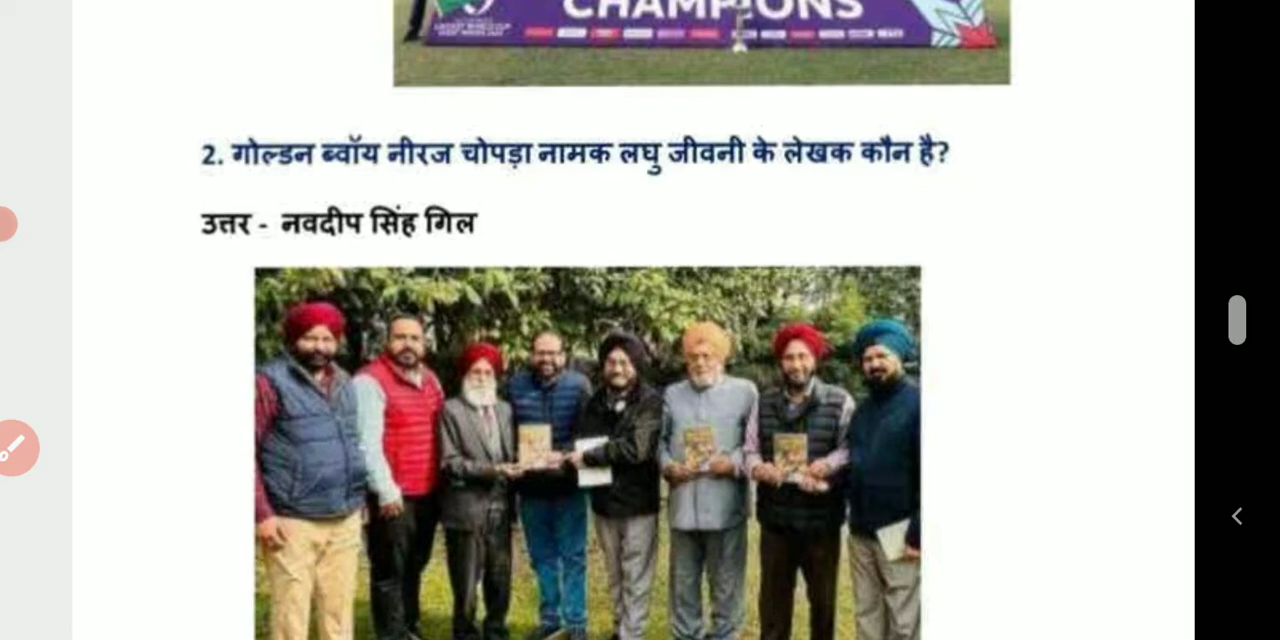 CHAMPIONS
2. गोल्डन ब्वॉय नीरज चोपड़ा नामक लघु जीवनी के लेखक कौन है?
उत्तर - नवदीप सिंह गिल